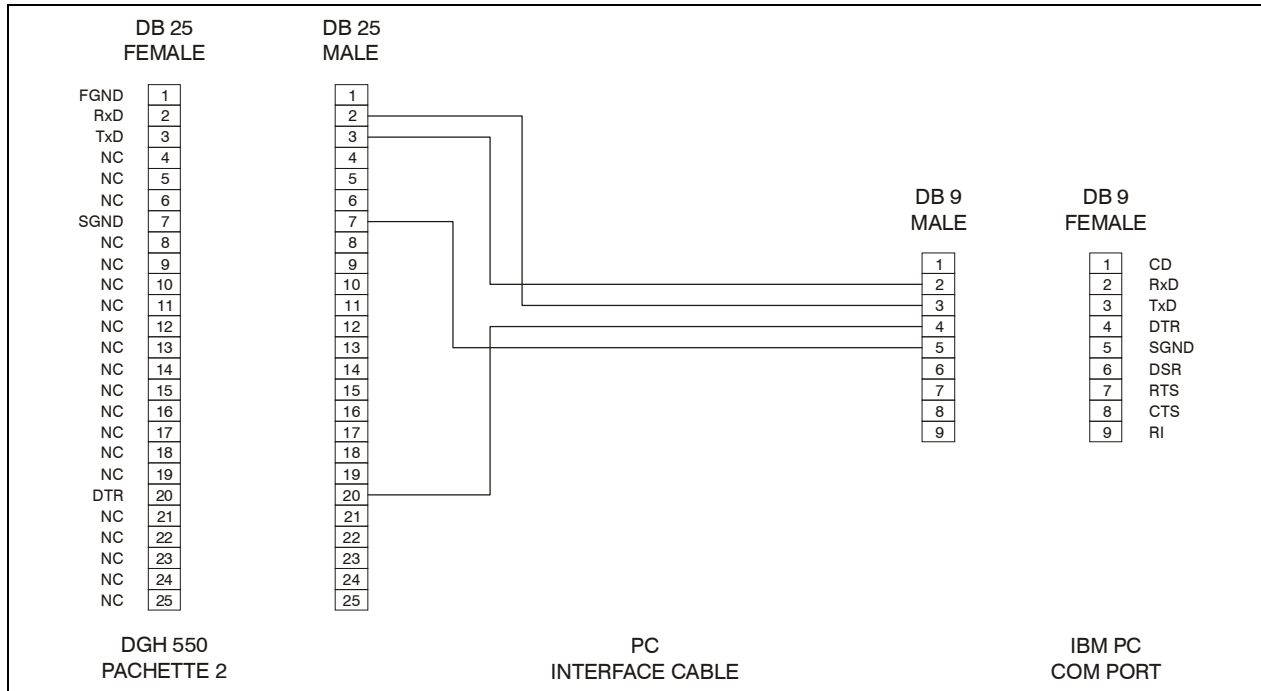 DB 25
FEMALE
FGND 1
RxD 2
TxD 3
NC 4
NC 5
NC 6
SGND 7
NC 8
NC 9
NC 10
NC 11
NC 12
NC 13
NC 14
NC 15
NC 16
NC 17
NC 18
NC 19
DTR 20
NC 21
NC 22
NC 23
NC 24
NC 25
DGH 550
PACHETTE 2
DB 25
MALE
1
2
3
4
5
6
7
8
9
10
11
12
13
14
15
16
17
18
19
20
21
22
23
24
25
PC
INTERFACE CABLE
DB 9
MALE
1
2
3
4
5
6
7
8
9
DB 9
FEMALE
1 CD
2 RxD
3 TxD
4 DTR
5 SGND
6 DSR
7 RTS
8 CTS
9 RI
IBM PC
COM PORT